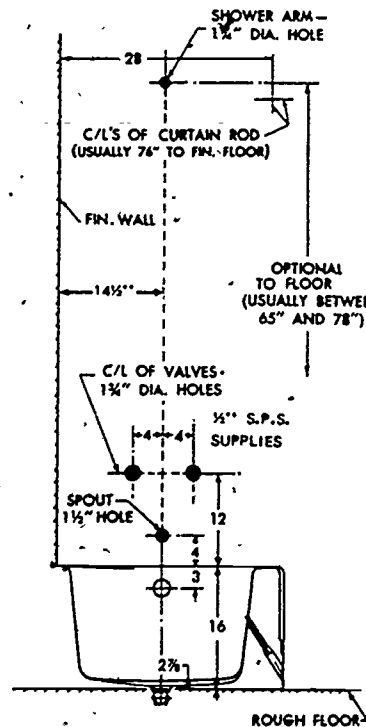 SHOWER ARM—
1¼" DIA. HOLE
28
C/L'S OF CURTAIN ROD
(USUALLY 76" TO FIN. FLOOR)
FIN. WALL
14½"
OPTIONAL
TO FLOOR
(USUALLY BETWE
65" AND 78")
C/L OF VALVES
1¾" DIA. HOLES
½" S.P.S.
SUPPLIES
4 4
SPOUT
1½" HOLE
12
4
3
16
2⅞
ROUGH FLOOR